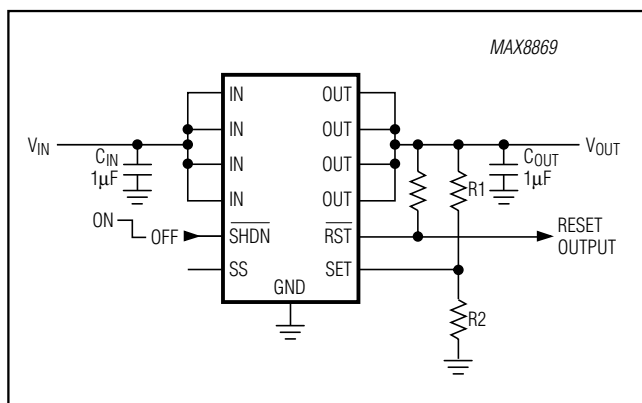 MAX8869
IN OUT
IN OUT
VIN VOUT
CIN COUT
1µF 1µF
IN OUT
R1
IN OUT
ON
OFF SHDN RST RESET OUTPUT
SS SET
GND
R2